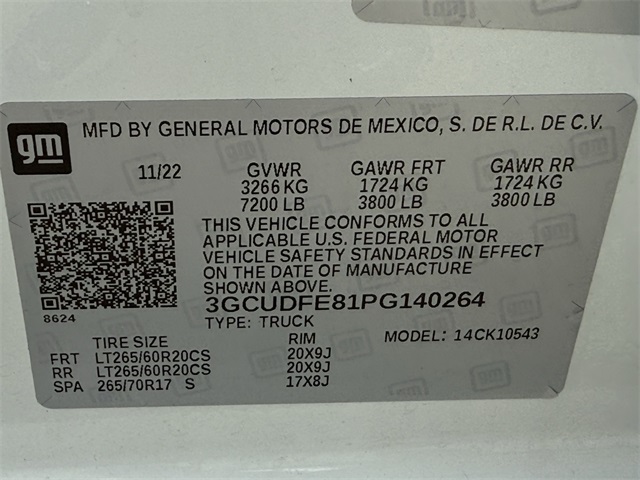 gm
MFD BY GENERAL MOTORS DE MEXICO, S. DE R.L. DE C.V.
11/22 GVWR GAWR FRT GAWR RR
3266 KG 1724 KG 1724 KG
7200 LB 3800 LB 3800 LB
THIS VEHICLE CONFORMS TO ALL
APPLICABLE U.S. FEDERAL MOTOR
VEHICLE SAFETY STANDARDS IN EFFECT
ON THE DATE OF MANUFACTURE
SHOWN ABOVE.
3GCUDFE81PG140264
8624
TYPE: TRUCK
MODEL: 14CK10543
TIRE SIZE RIM
FRT LT265/60R20CS 20X9J
RR LT265/60R20CS 20X9J
SPA 265/70R17 S 17X8J